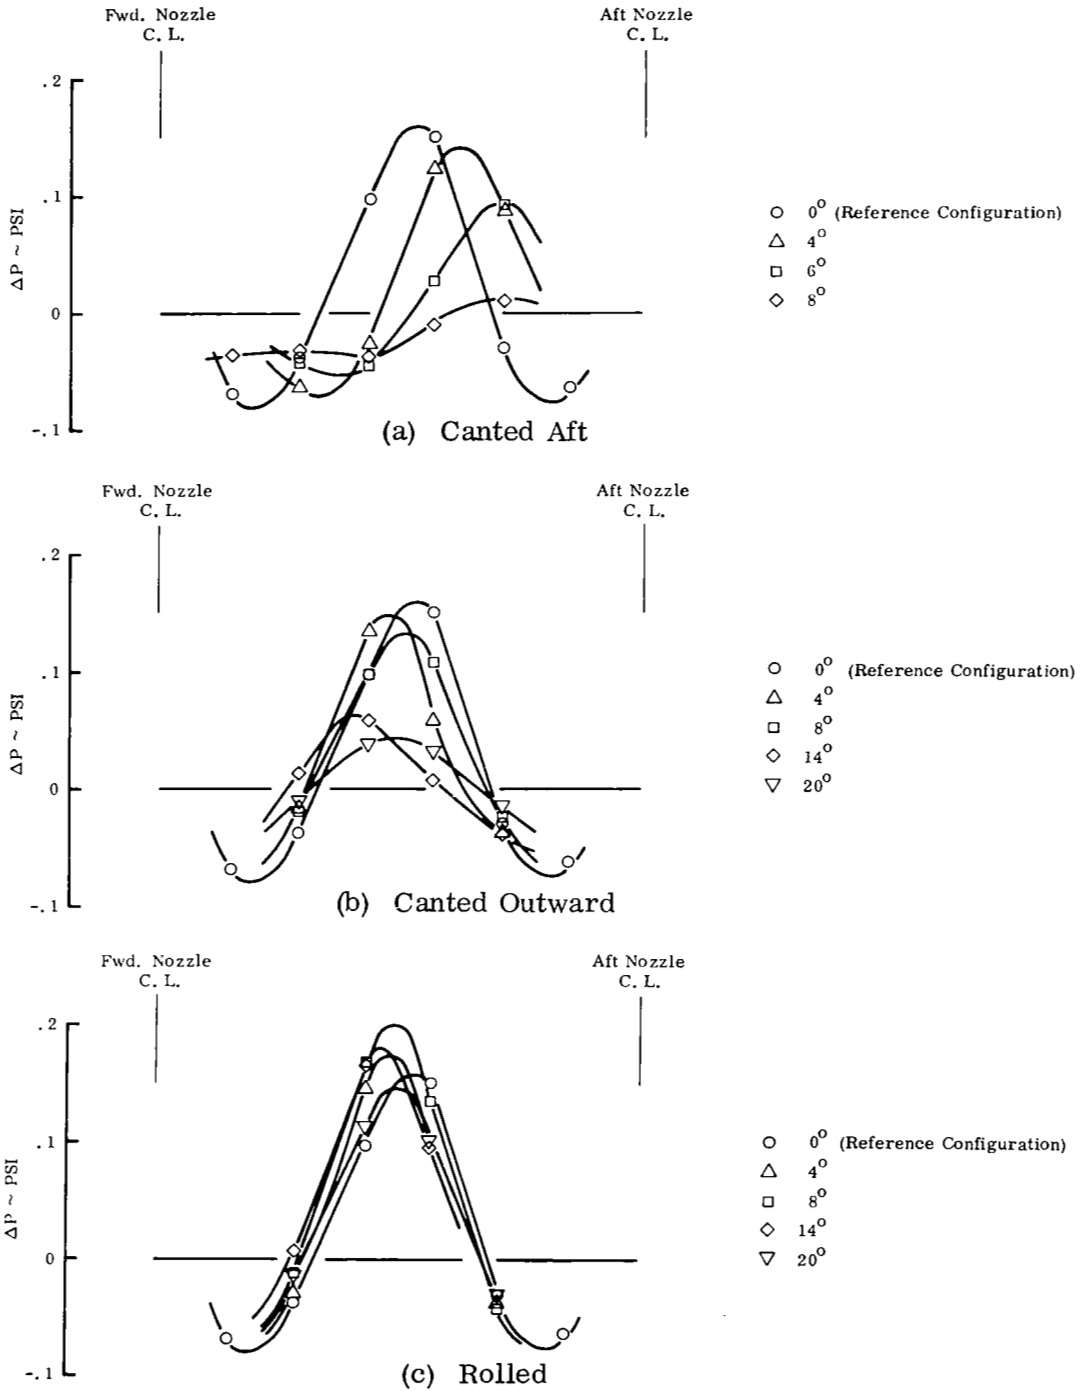 Fwd. Nozzle
C. L.
Aft Nozzle
C. L.
.2
.1
0
-.1
ΔP ~ PSI
0° (Reference Configuration)
4°
6°
8°
(a) Canted Aft
Fwd. Nozzle
C. L.
Aft Nozzle
C. L.
.2
.1
0
-.1
ΔP ~ PSI
0° (Reference Configuration)
4°
8°
14°
20°
(b) Canted Outward
Fwd. Nozzle
C. L.
Aft Nozzle
C. L.
.2
.1
0
-.1
ΔP ~ PSI
0° (Reference Configuration)
4°
8°
14°
20°
(c) Rolled